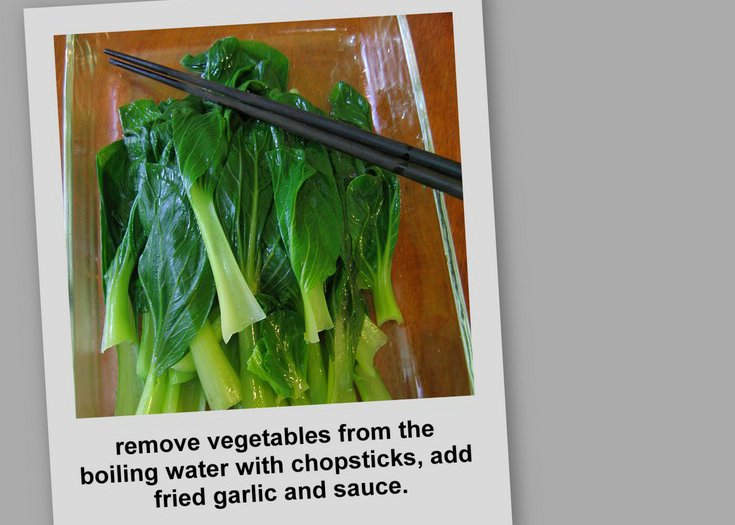 remove vegetables from the
boiling water with chopsticks, add
fried garlic and sauce.